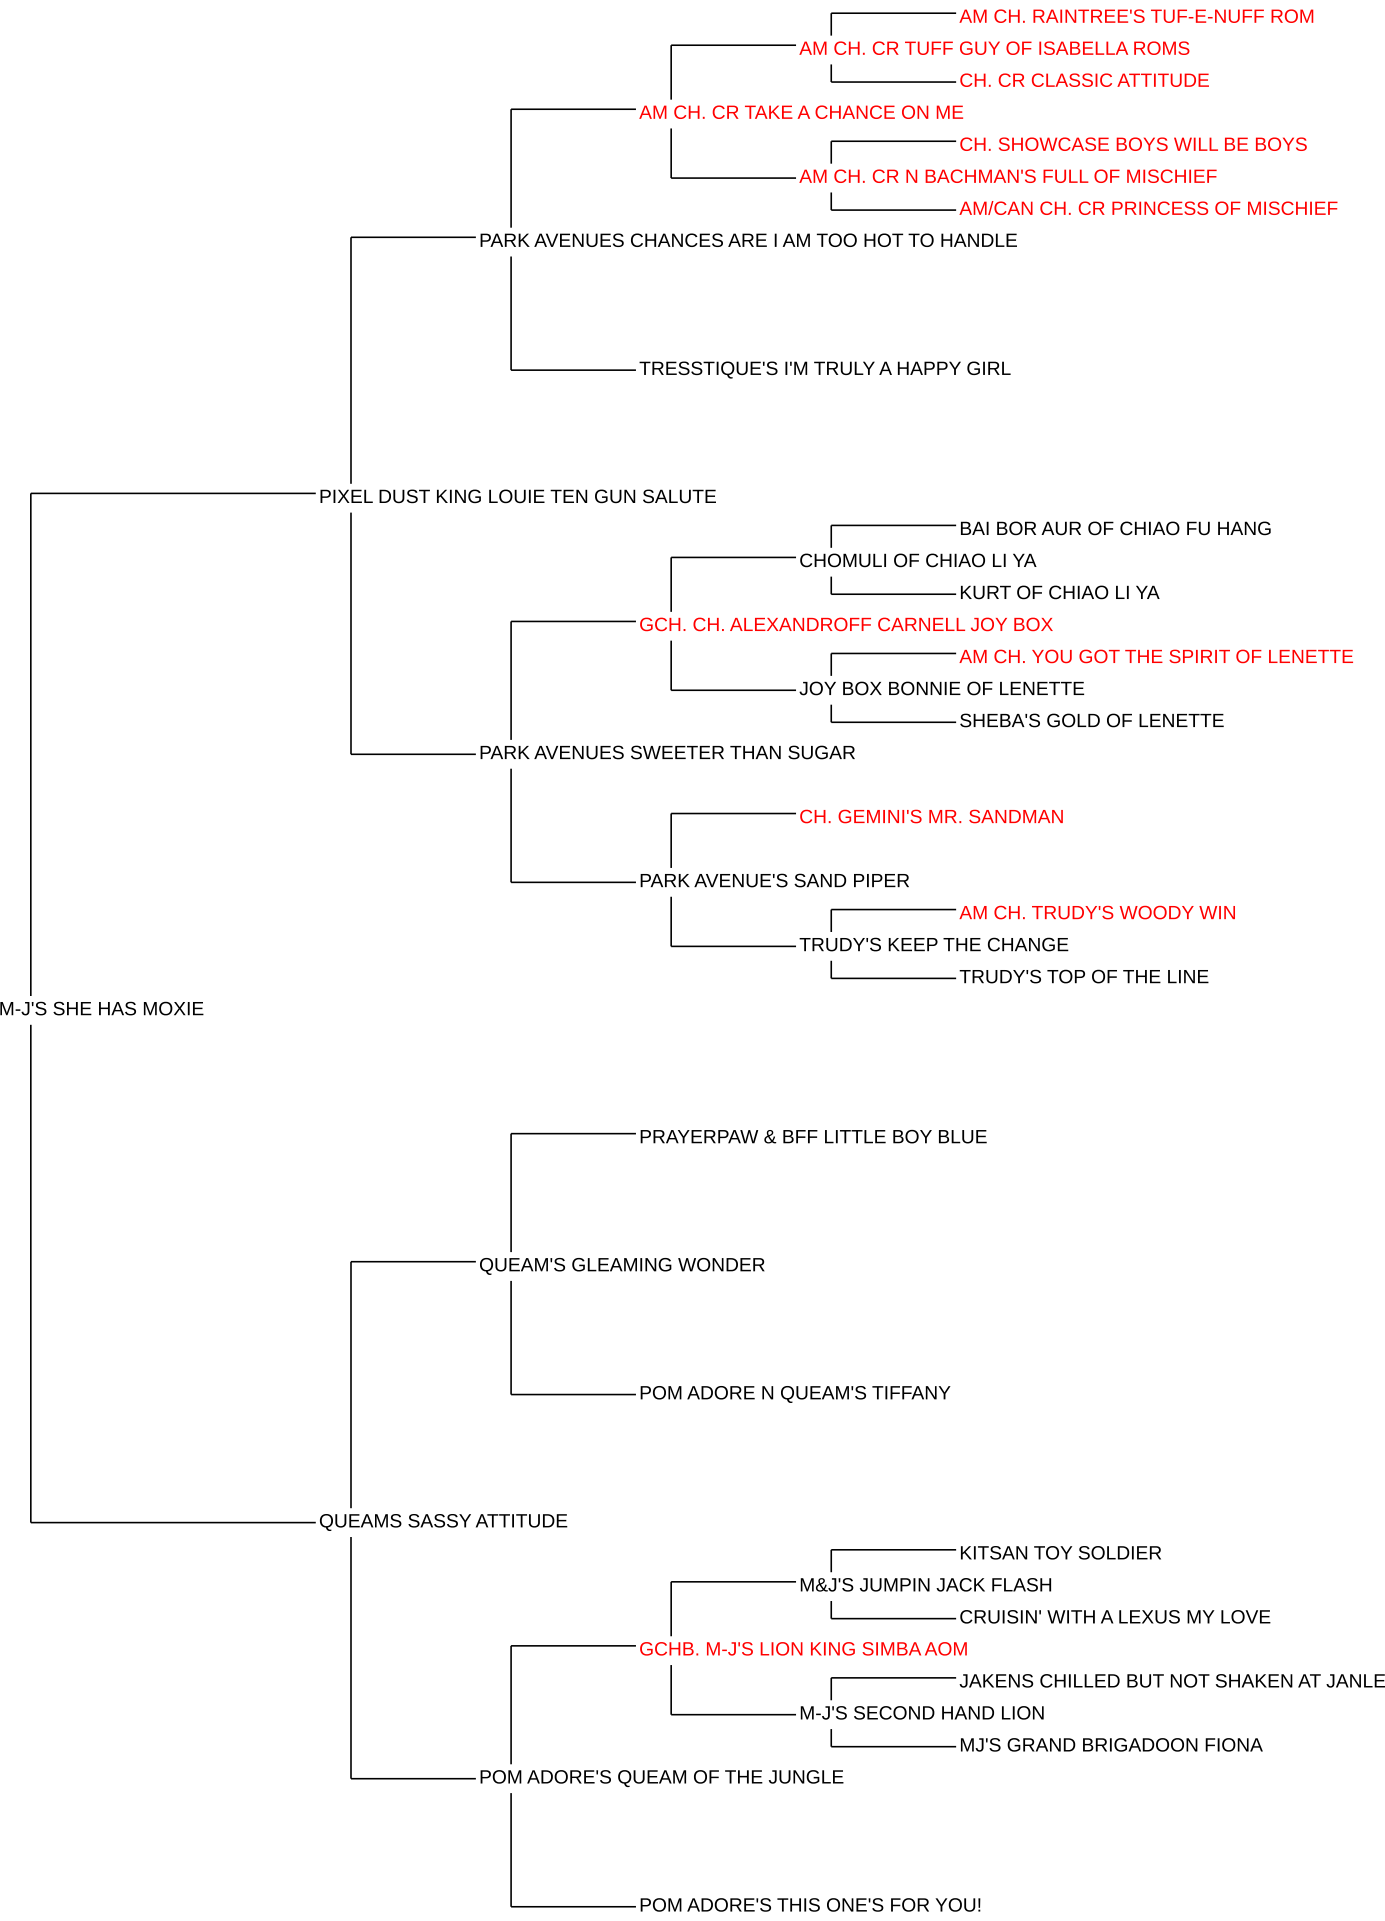 AM CH. RAINTREE'S TUF-E-NUFF ROM
AM CH. CR TUFF GUY OF ISABELLA ROMS
CH. CR CLASSIC ATTITUDE
AM CH. CR TAKE A CHANCE ON ME
CH. SHOWCASE BOYS WILL BE BOYS
AM CH. CR N BACHMAN'S FULL OF MISCHIEF
AM/CAN CH. CR PRINCESS OF MISCHIEF
PARK AVENUES CHANCES ARE I AM TOO HOT TO HANDLE
TRESSTIQUE'S I'M TRULY A HAPPY GIRL
PIXEL DUST KING LOUIE TEN GUN SALUTE
BAI BOR AUR OF CHIAO FU HANG
CHOMULI OF CHIAO LI YA
KURT OF CHIAO LI YA
GCH. CH. ALEXANDROFF CARNELL JOY BOX
AM CH. YOU GOT THE SPIRIT OF LENETTE
JOY BOX BONNIE OF LENETTE
SHEBA'S GOLD OF LENETTE
PARK AVENUES SWEETER THAN SUGAR
CH. GEMINI'S MR. SANDMAN
PARK AVENUE'S SAND PIPER
AM CH. TRUDY'S WOODY WIN
TRUDY'S KEEP THE CHANGE
TRUDY'S TOP OF THE LINE
M-J'S SHE HAS MOXIE
PRAYERPAW & BFF LITTLE BOY BLUE
QUEAM'S GLEAMING WONDER
POM ADORE N QUEAM'S TIFFANY
QUEAMS SASSY ATTITUDE
KITSAN TOY SOLDIER
M&J'S JUMPIN JACK FLASH
CRUISIN' WITH A LEXUS MY LOVE
GCHB. M-J'S LION KING SIMBA AOM
JAKENS CHILLED BUT NOT SHAKEN AT JANLE
M-J'S SECOND HAND LION
MJ'S GRAND BRIGADOON FIONA
POM ADORE'S QUEAM OF THE JUNGLE
POM ADORE'S THIS ONE'S FOR YOU!